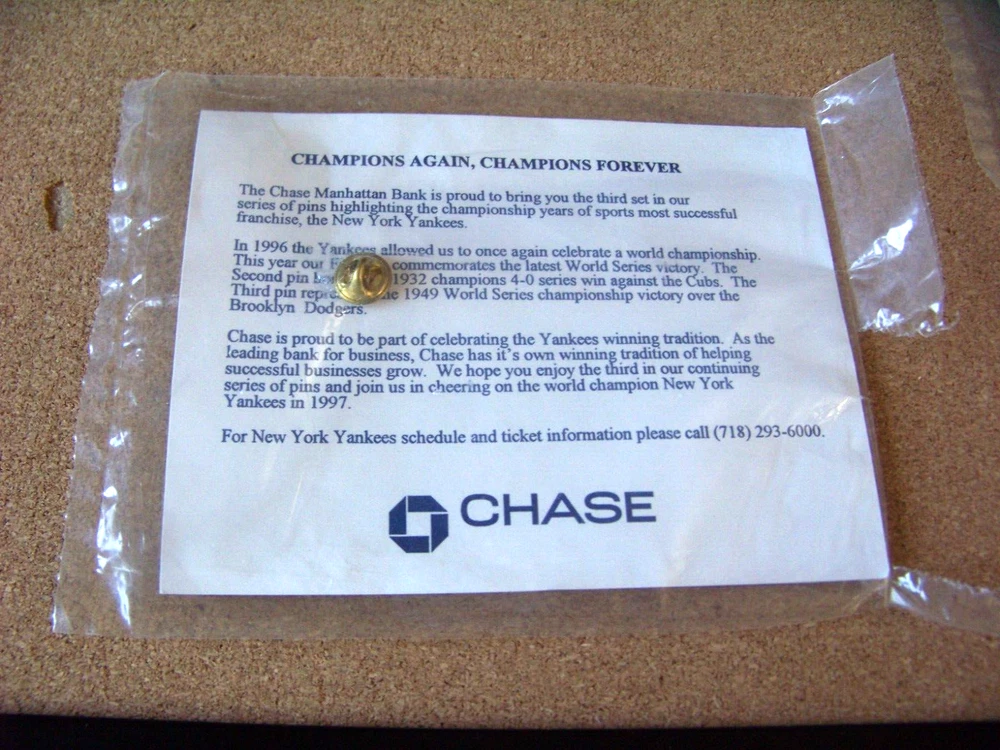 CHAMPIONS AGAIN, CHAMPIONS FOREVER
The Chase Manhattan Bank is proud to bring you the third set in our
series of pins highlighting the championship years of sports most successful
franchise, the New York Yankees.
In 1996 the Yankees allowed us to once again celebrate a world championship.
This year our commemorates the latest World Series victory. The
Second pin 1932 champions 4-0 series win against the Cubs. The
Third pin 1949 World Series championship victory over the
Brooklyn Dodgers.
Chase is proud to be part of celebrating the Yankees winning tradition. As the
leading bank for business, Chase has it's own winning tradition of helping
successful businesses grow. We hope you enjoy the third in our continuing
series of pins and join us in cheering on the world champion New York
Yankees in 1997.
For New York Yankees schedule and ticket information please call (718) 293-6000.
CHASE